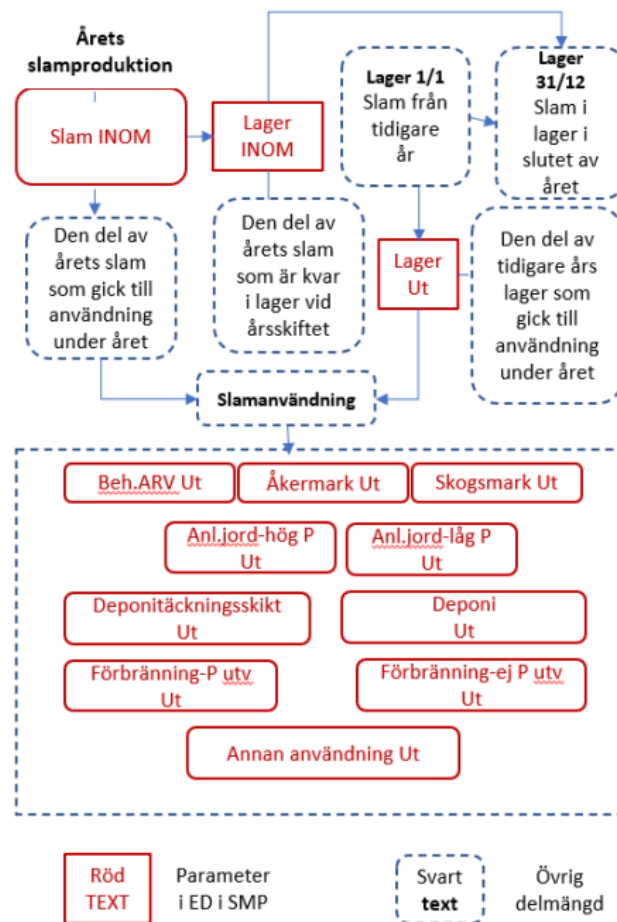 Årets
slamproduktion
Slam INOM
Lager
INOM
Lager 1/1
Slam från
tidigare
år
Lager
31/12
Slam i
lager i
slutet av
året
Den del av
årets slam
som gick till
användning
under året
Den del av
årets slam
som är kvar
i lager vid
årsskiftet
Lager
Ut
Den del av
tidigare års
lager som
gick till
användning
under året
Slamanvändning
Beh.ARV Ut
Åkermark Ut
Skogsmark Ut
Anl.jord-hög P
Ut
Anl.jord-låg P
Ut
Deponitäckningsskikt
Ut
Deponi
Ut
Förbränning-P utv
Ut
Förbränning-ej P utv
Ut
Annan användning Ut
Röd
TEXT
Parameter
i ED i SMP
Svart
text
Övrig
delmängd